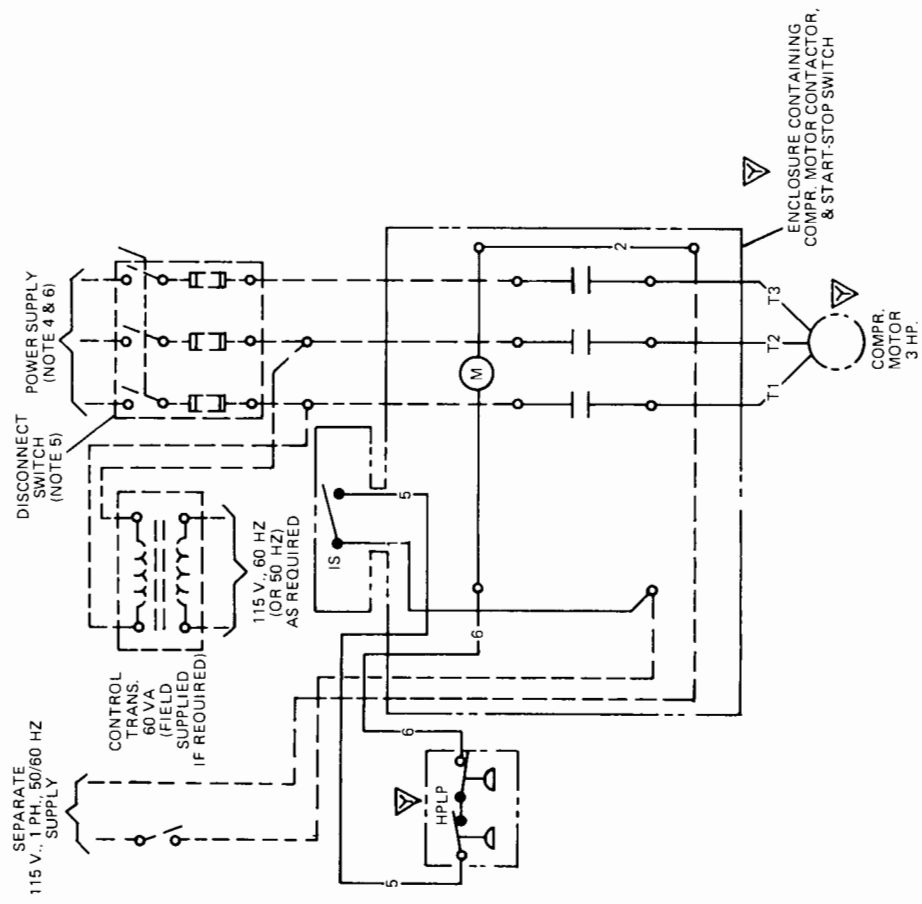 SEPARATE
115 V., 1 PH., 50/60 HZ
SUPPLY
CONTROL
TRANS.
60 VA
(FIELD
SUPPLIED
IF REQUIRED)
115 V., 60 HZ
(OR 50 HZ)
AS REQUIRED
DISCONNECT
SWITCH
(NOTE 5)
POWER SUPPLY
(NOTE 4 & 6)
IS
5
5
6
6
HPLP
M
2
T1
T2
T3
COMPR.
MOTOR
3 HP.
Y
Y
Y
ENCLOSURE CONTAINING
COMPR. MOTOR CONTACTOR,
& START-STOP SWITCH